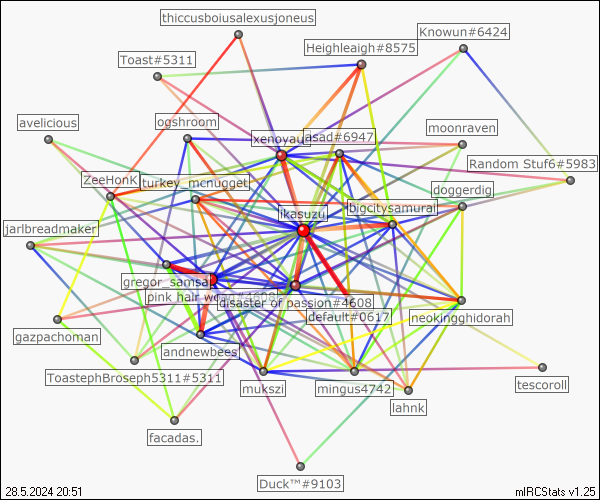 thiccusboiusalexusjoneus
Knowun#6424
Heighleaigh#8575
Toast#5311
avelicious
ogshroom
xenoyau
asad#6947
moonraven
Random Stuf6#5983
ZeeHonK
turkey_mcnugget
doggerdig
ikasuzu
bigcitysamurai
jarlbreadmaker
gregor_samsa
pink hair
disaster of passion#4608
default#0617
neokingghidorah
gazpachoman
andnewbees
ToastephBroseph5311#5311
mukszi
mingus4742
tescoroll
lahnk
facadas.
Duck™#9103
28.5.2024 20:51
mIRCStats v1.25